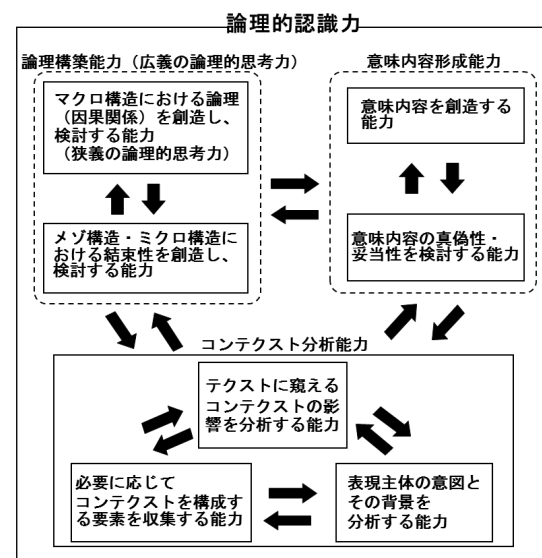 論理的認識力
論理構築能力（広義の論理的思考力）
マクロ構造における論理
（因果関係）を創造し、
検討する能力
（狭義の論理的思考力）
メゾ構造・ミクロ構造に
おける結束性を創造し、
検討する能力
意味内容形成能力
意味内容を創造する
能力
意味内容の真偽性・
妥当性を検討する能力
コンテクスト分析能力
テクストに窺える
コンテクストの影
響を分析する能力
必要に応じて
コンテクストを構成す
る要素を収集する能力
表現主体の意図と
その背景を
分析する能力